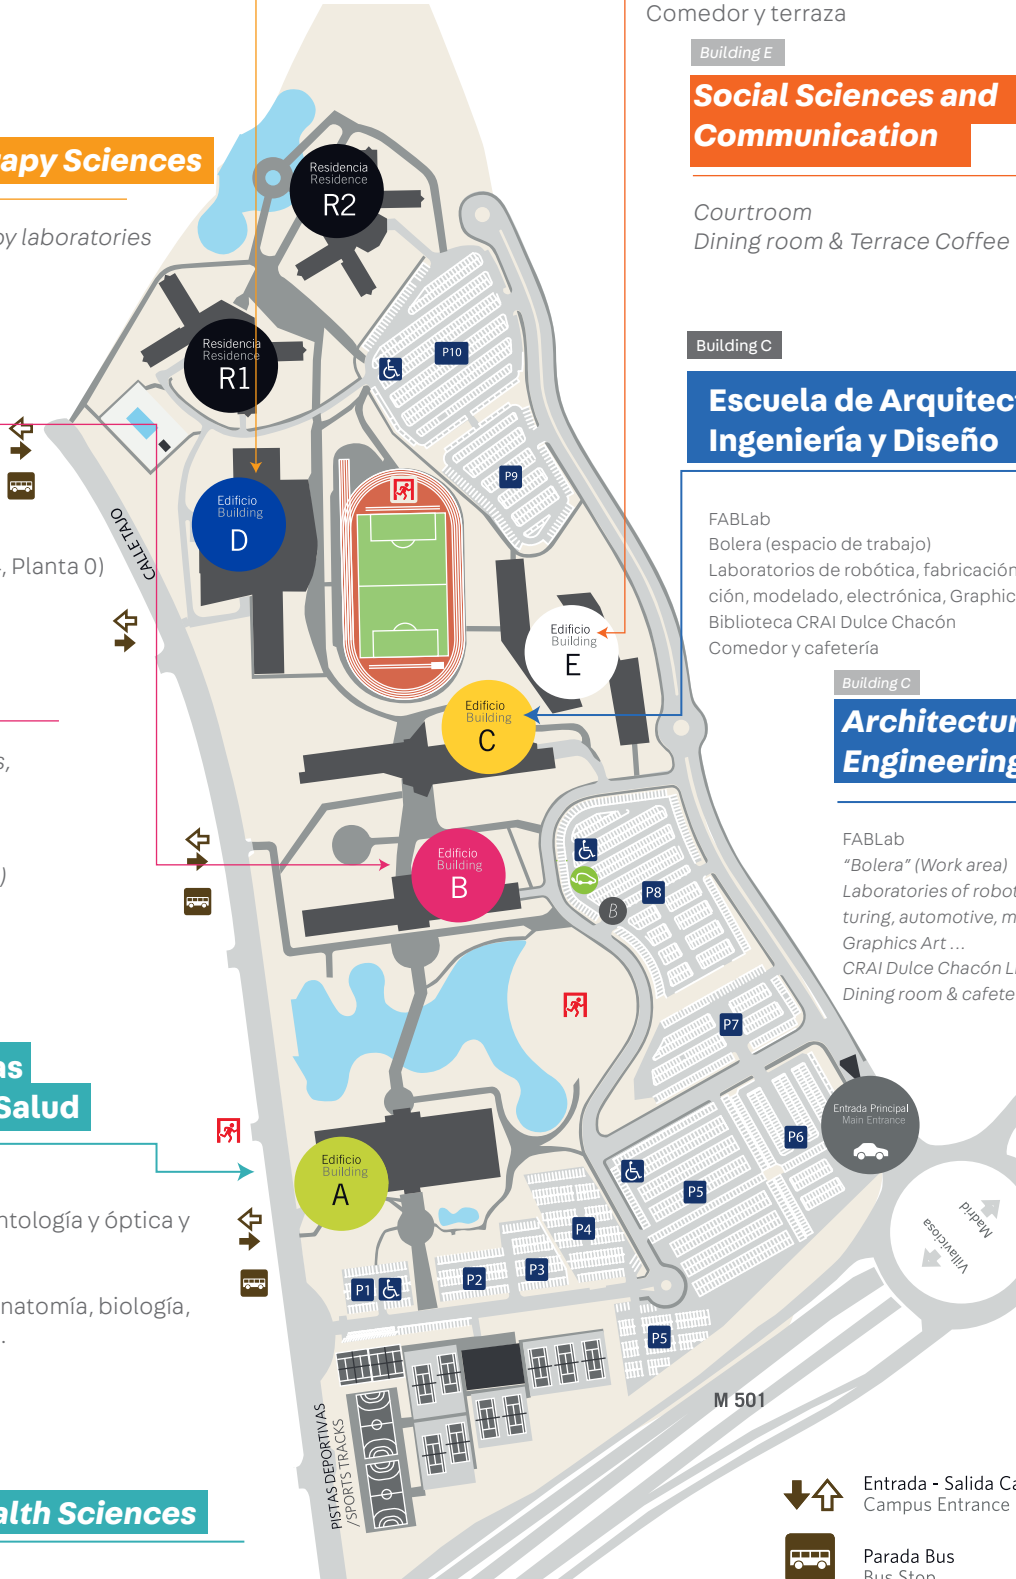 Comedor y terraza
Building E
Social Sciences and
Communication
Courtroom
Dining room & Terrace Coffee
apy Sciences
y laboratories
Residencia
Residence
R2
Residencia
Residence
R1
P10
P9
Building C
Escuela de Arquitec
Ingeniería y Diseño
FABLab
Bolera (espacio de trabajo)
Laboratorios de robótica, fabricación
ción, modelado, electrónica, Graphic
Biblioteca CRAI Dulce Chacón
Comedor y cafetería
Building C
Architectur
Engineering
FABLab
“Bolera” (Work area)
Laboratories of robot
turing, automotive, m
Graphics Art ...
CRAI Dulce Chacón Li
Dining room & cafete
CALLE TAJO
, Planta 0)
s,
)
Edificio
Building
D
Edificio
Building
E
Edificio
Building
C
Edificio
Building
B
P8
B
P7
as
Salud
Entrada Principal
Main Entrance
P6
P5
Edificio
Building
A
ntología y óptica y
P4
P3
P2
P1
natomía, biología,
.
P5
Madrid
Villaviciosa
M 501
PISTAS DEPORTIVAS
/SPORTS TRACKS
alth Sciences
Entrada - Salida Ca
Campus Entrance
Parada Bus
Bus Stop